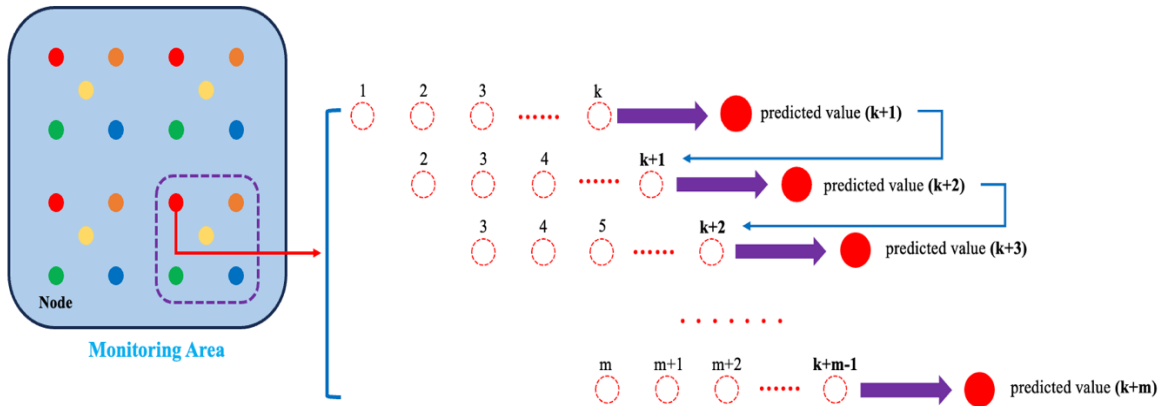 1 2 3 ...... k predicted value (k+1)
2 3 4 ...... k+1 predicted value (k+2)
3 4 5 ...... k+2 predicted value (k+3)
.......
m m+1 m+2 ...... k+m-1 predicted value (k+m)
Node
Monitoring Area